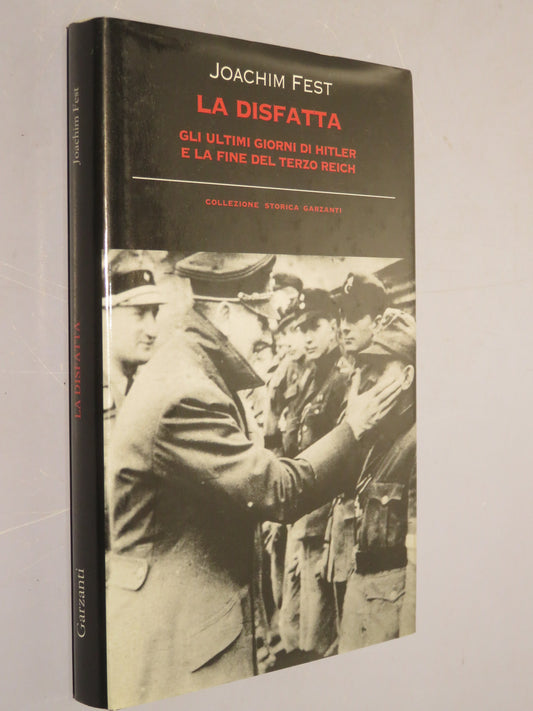 JOACHIM FEST
LA DISFATTA
GLI ULTIMI GIORNI DI HITLER
E LA FINE DEL TERZO REICH
COLLEZIONE STORICA GARZANTI
Joachim Fest
LA DISFATTA
Garzanti